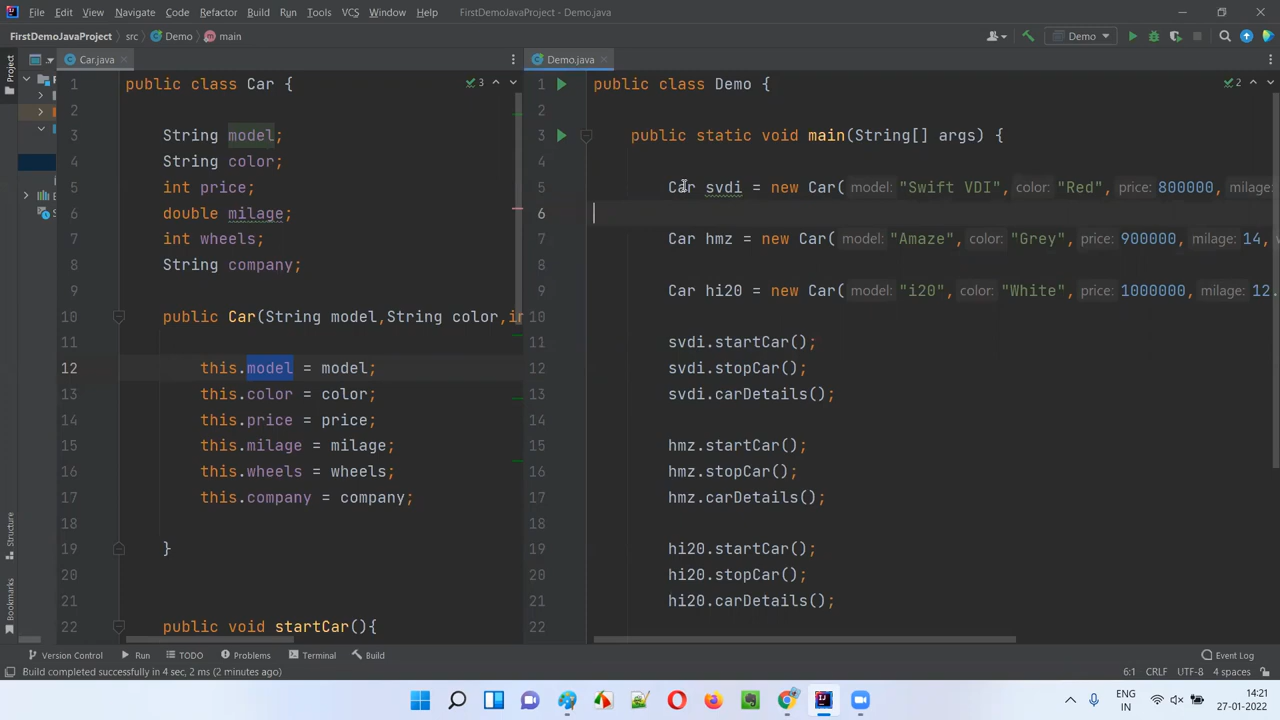 File Edit View Navigate Code Refactor Build Run Tools VCS Window Help FirstDemoJavaProject - Demo.java
FirstDemoJavaProject src Demo main Demo
Project
Car.java
Demo.java
1 public class Car { 3
2
3 String model;
4 String color;
5 int price;
6 double milage;
7 int wheels;
8 String company;
9
10 public Car(String model,String color,in
11
12 this.model = model;
13 this.color = color;
14 this.price = price;
15 this.milage = milage;
16 this.wheels = wheels;
17 this.company = company;
18
19 }
20
21
22 public void startCar(){
1 public class Demo { 2
2
3 public static void main(String[] args) {
4
5 Car svdi = new Car( model: "Swift VDI", color: "Red", price: 800000, milage:
6
7 Car hmz = new Car( model: "Amaze", color: "Grey", price: 900000, milage: 14,
8
9 Car hi20 = new Car( model: "i20", color: "White", price: 1000000, milage: 12.
10
11 svdi.startCar();
12 svdi.stopCar();
13 svdi.carDetails();
14
15 hmz.startCar();
16 hmz.stopCar();
17 hmz.carDetails();
18
19 hi20.startCar();
20 hi20.stopCar();
21 hi20.carDetails();
22
Structure
Bookmarks
Version Control Run TODO Problems Terminal Build Event Log
Build completed successfully in 4 sec, 2 ms (2 minutes ago) 6:1 CRLF UTF-8 4 spaces
ENG 14:21
IN 27-01-2022